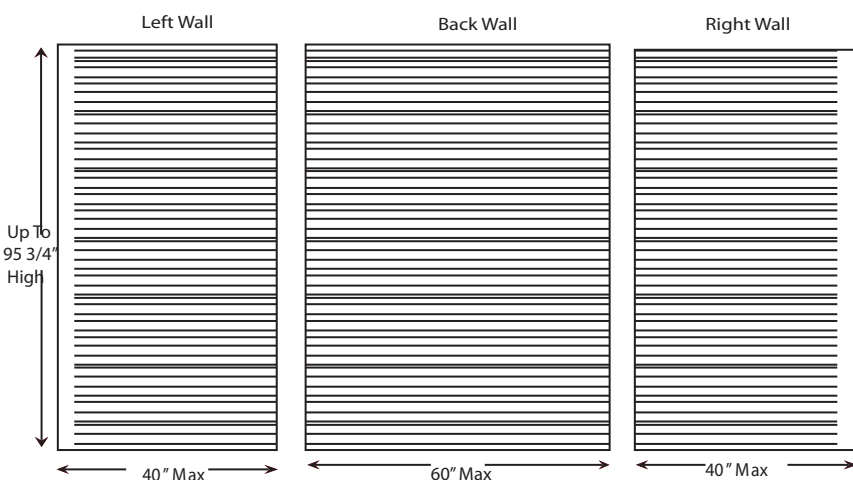 Left Wall
Back Wall
Right Wall
Up To
95 3/4"
High
40" Max
60" Max
40" Max